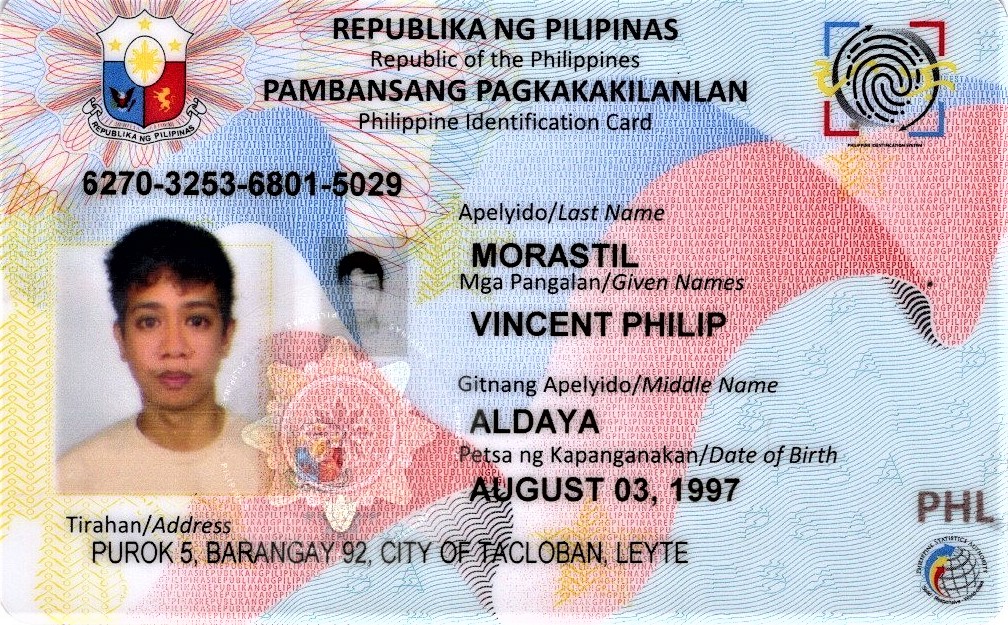 REPUBLIKA NG PILIPINAS
Republic of the Philippines
PAMBANSANG PAGKAKAKILANLAN
Philippine Identification Card
REPUBLIKA NG PILIPINAS
PHILIPPINE IDENTIFICATION SYSTEM
6270-3253-6801-5029
Apelyido/Last Name
MORASTIL
Mga Pangalan/Given Names
VINCENT PHILIP
Gitnang Apelyido/Middle Name
ALDAYA
Petsa ng Kapanganakan/Date of Birth
AUGUST 03, 1997
PHL
Tirahan/Address
PUROK 5, BARANGAY 92, CITY OF TACLOBAN, LEYTE
PHILIPPINE STATISTICS AUTHORITY